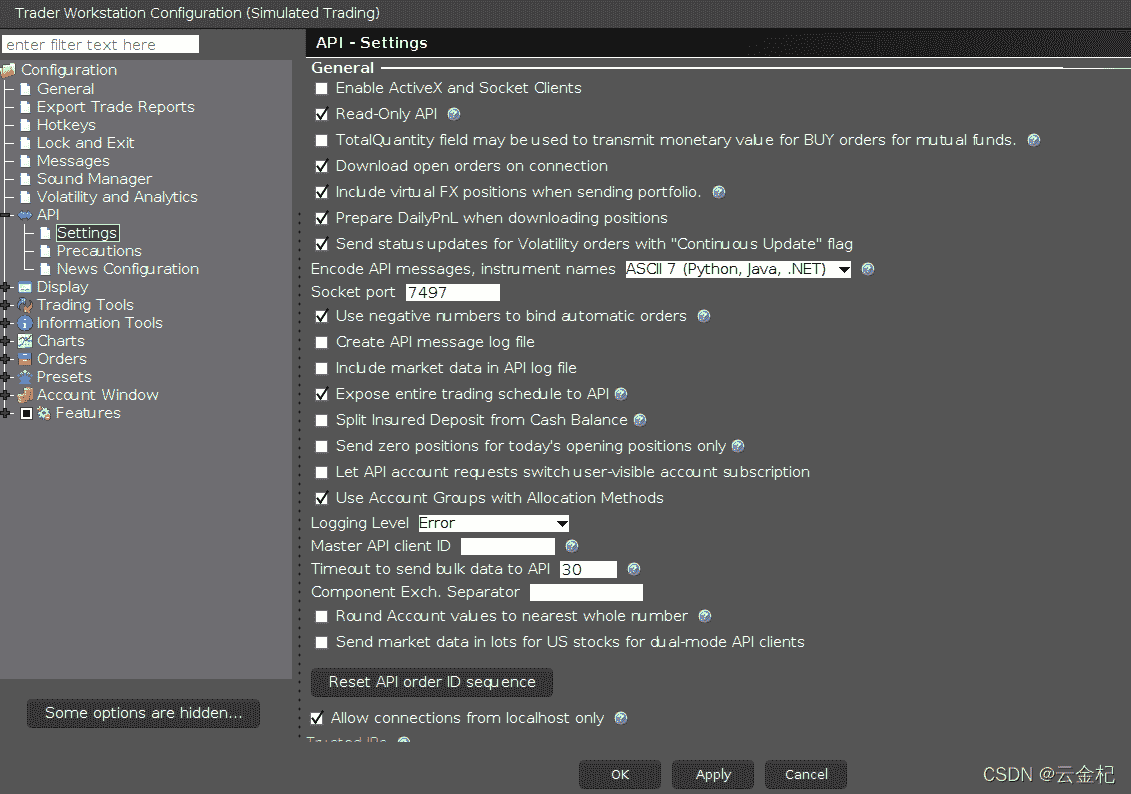 Trader Workstation Configuration (Simulated Trading)
enter filter text here
Configuration
General
Export Trade Reports
Hotkeys
Lock and Exit
Messages
Sound Manager
Volatility and Analytics
API
Settings
Precautions
News Configuration
Display
Trading Tools
Information Tools
Charts
Orders
Presets
Account Window
Features
Some options are hidden...
API - Settings
General
Enable ActiveX and Socket Clients
Read-Only API
TotalQuantity field may be used to transmit monetary value for BUY orders for mutual funds.
Download open orders on connection
Include virtual FX positions when sending portfolio.
Prepare DailyPnL when downloading positions
Send status updates for Volatility orders with "Continuous Update" flag
Encode API messages, instrument names ASCII 7 (Python, Java, .NET)
Socket port 7497
Use negative numbers to bind automatic orders
Create API message log file
Include market data in API log file
Expose entire trading schedule to API
Split Insured Deposit from Cash Balance
Send zero positions for today's opening positions only
Let API account requests switch user-visible account subscription
Use Account Groups with Allocation Methods
Logging Level Error
Master API client ID
Timeout to send bulk data to API 30
Component Exch. Separator
Round Account values to nearest whole number
Send market data in lots for US stocks for dual-mode API clients
Reset API order ID sequence
Allow connections from localhost only
Trusted IPs
OK Apply Cancel
CSDN @云金杞